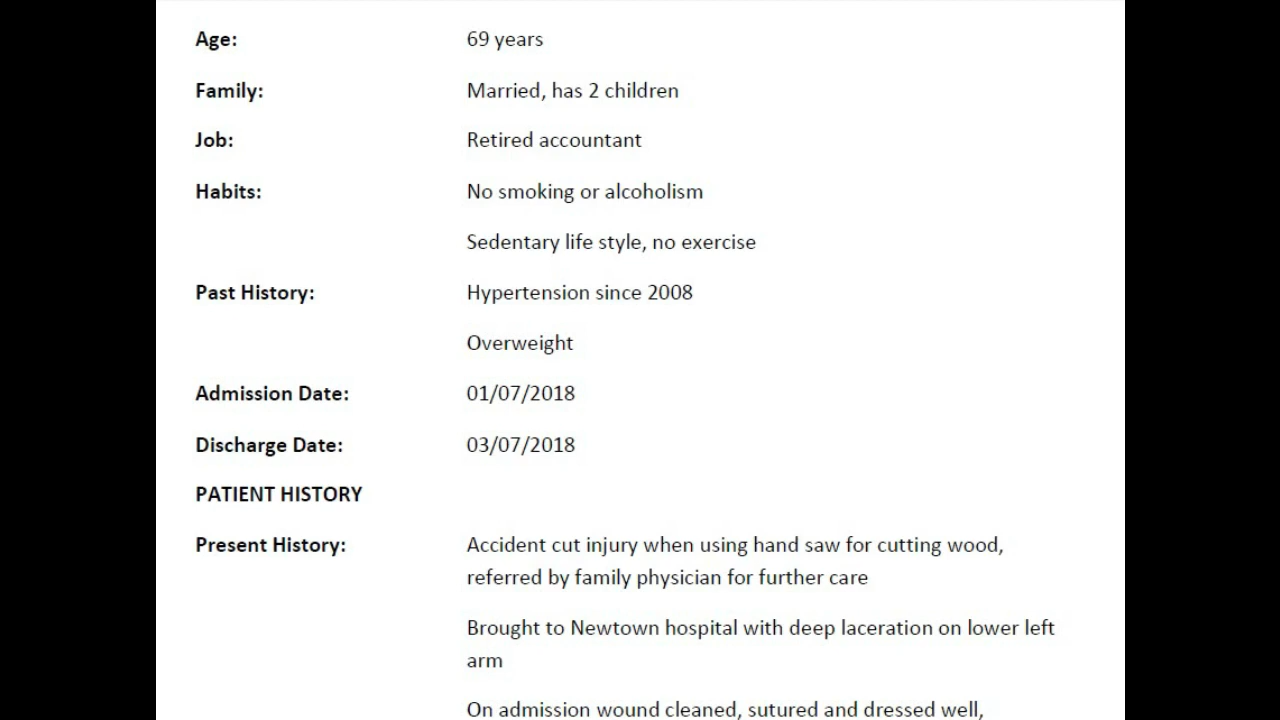 Age: 69 years
Family: Married, has 2 children
Job: Retired accountant
Habits: No smoking or alcoholism
Sedentary life style, no exercise
Past History: Hypertension since 2008
Overweight
Admission Date: 01/07/2018
Discharge Date: 03/07/2018
PATIENT HISTORY
Present History: Accident cut injury when using hand saw for cutting wood,
referred by family physician for further care
Brought to Newtown hospital with deep laceration on lower left
arm
On admission wound cleaned, sutured and dressed well,